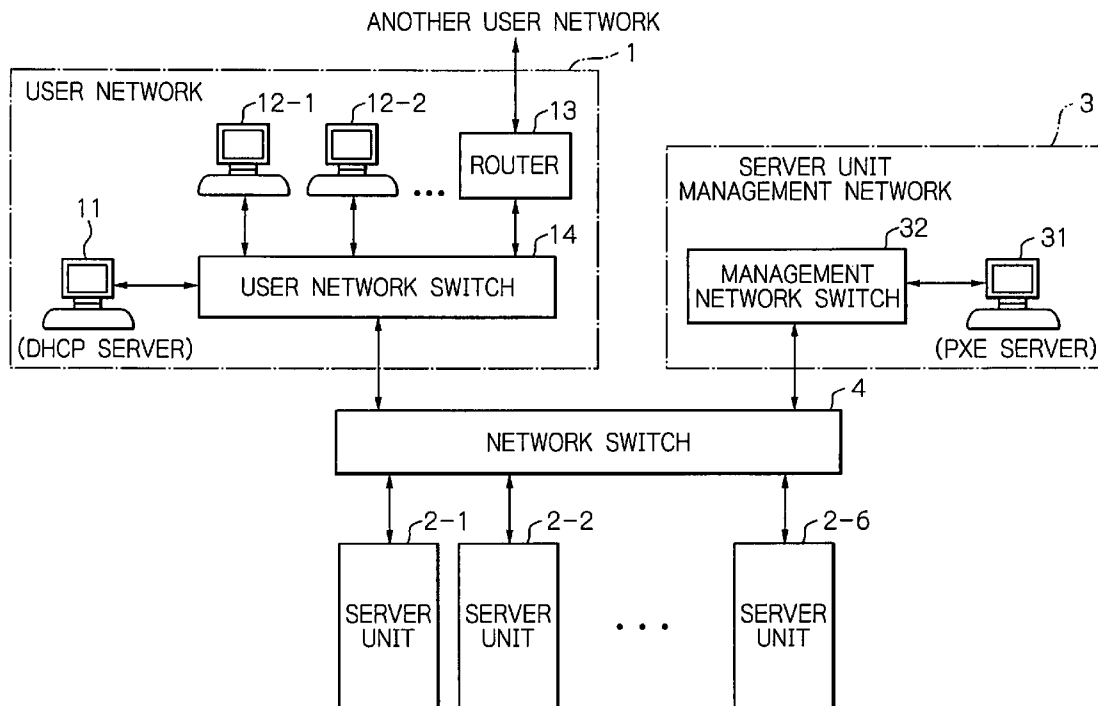 ANOTHER USER NETWORK
1
USER NETWORK
12-1
12-2
13
ROUTER
...
3
SERVER UNIT
MANAGEMENT NETWORK
11
14
USER NETWORK SWITCH
(DHCP SERVER)
32
31
MANAGEMENT
NETWORK SWITCH
(PXE SERVER)
4
NETWORK SWITCH
2-1
2-2
2-6
SERVER
UNIT
SERVER
UNIT
...
SERVER
UNIT